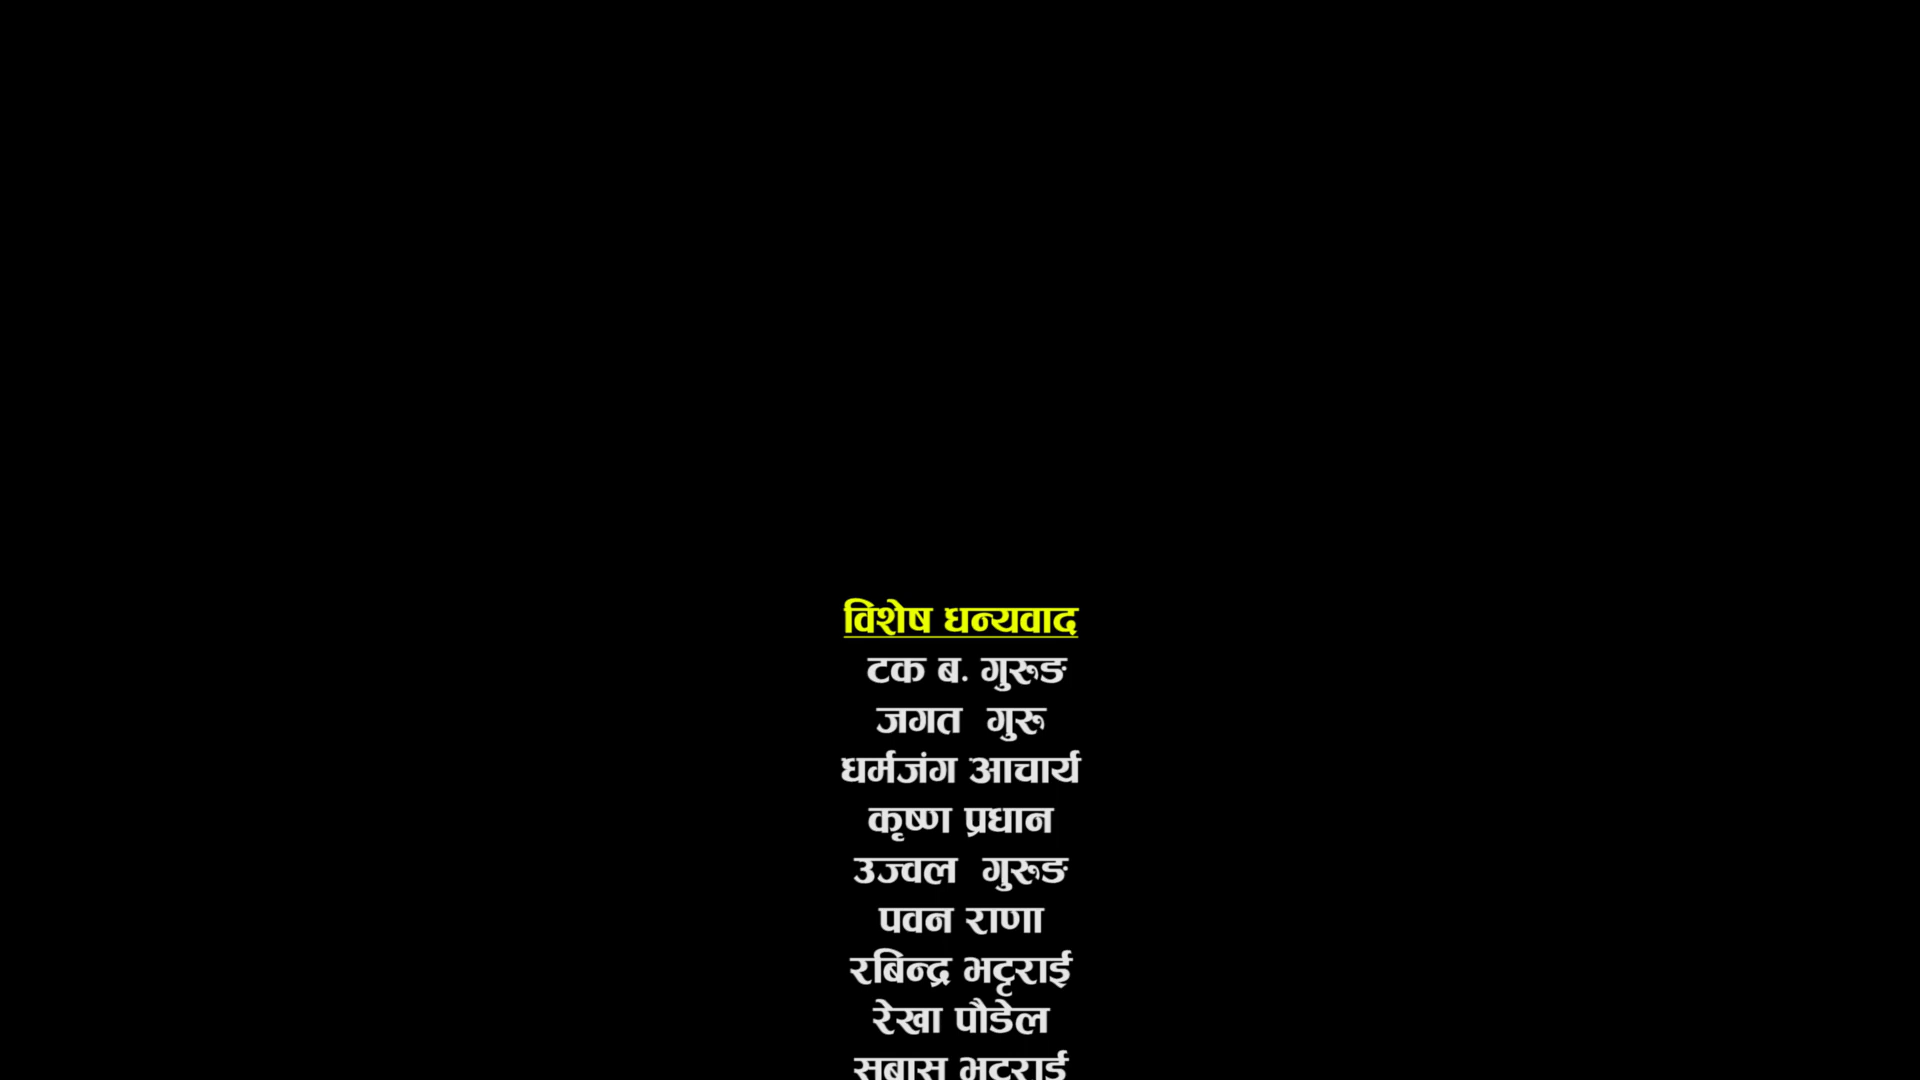 विशेष धन्यवाद
टक ब. गुरुङ
जगत गुरु
धर्मजंग आचार्य
कृष्ण प्रधान
उज्वल गुरुङ
पवन राणा
रबिन्द्र भट्टराई
रेखा पौडेल